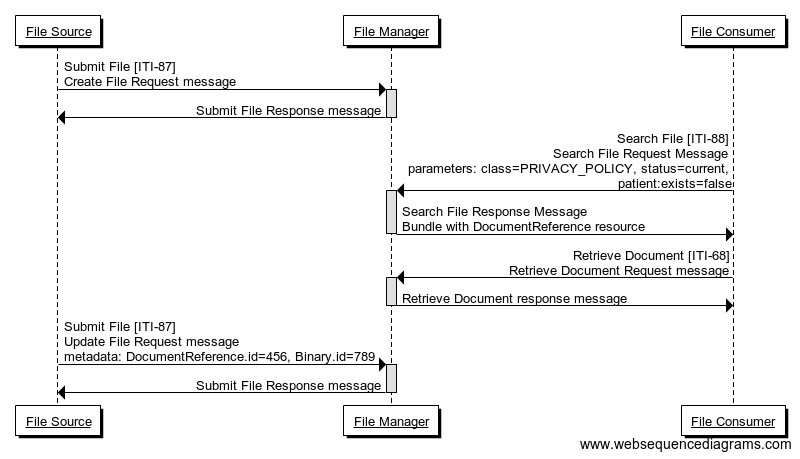 File Source
File Manager
File Consumer
Submit File [ITI-87]
Create File Request message
Submit File Response message
Search File [ITI-88]
Search File Request Message
parameters: class=PRIVACY_POLICY, status=current,
patient:exists=false
Search File Response Message
Bundle with DocumentReference resource
Retrieve Document [ITI-68]
Retrieve Document Request message
Retrieve Document response message
Submit File [ITI-87]
Update File Request message
metadata: DocumentReference.id=456, Binary.id=789
Submit File Response message
File Source
File Manager
File Consumer
www.websequencediagrams.com